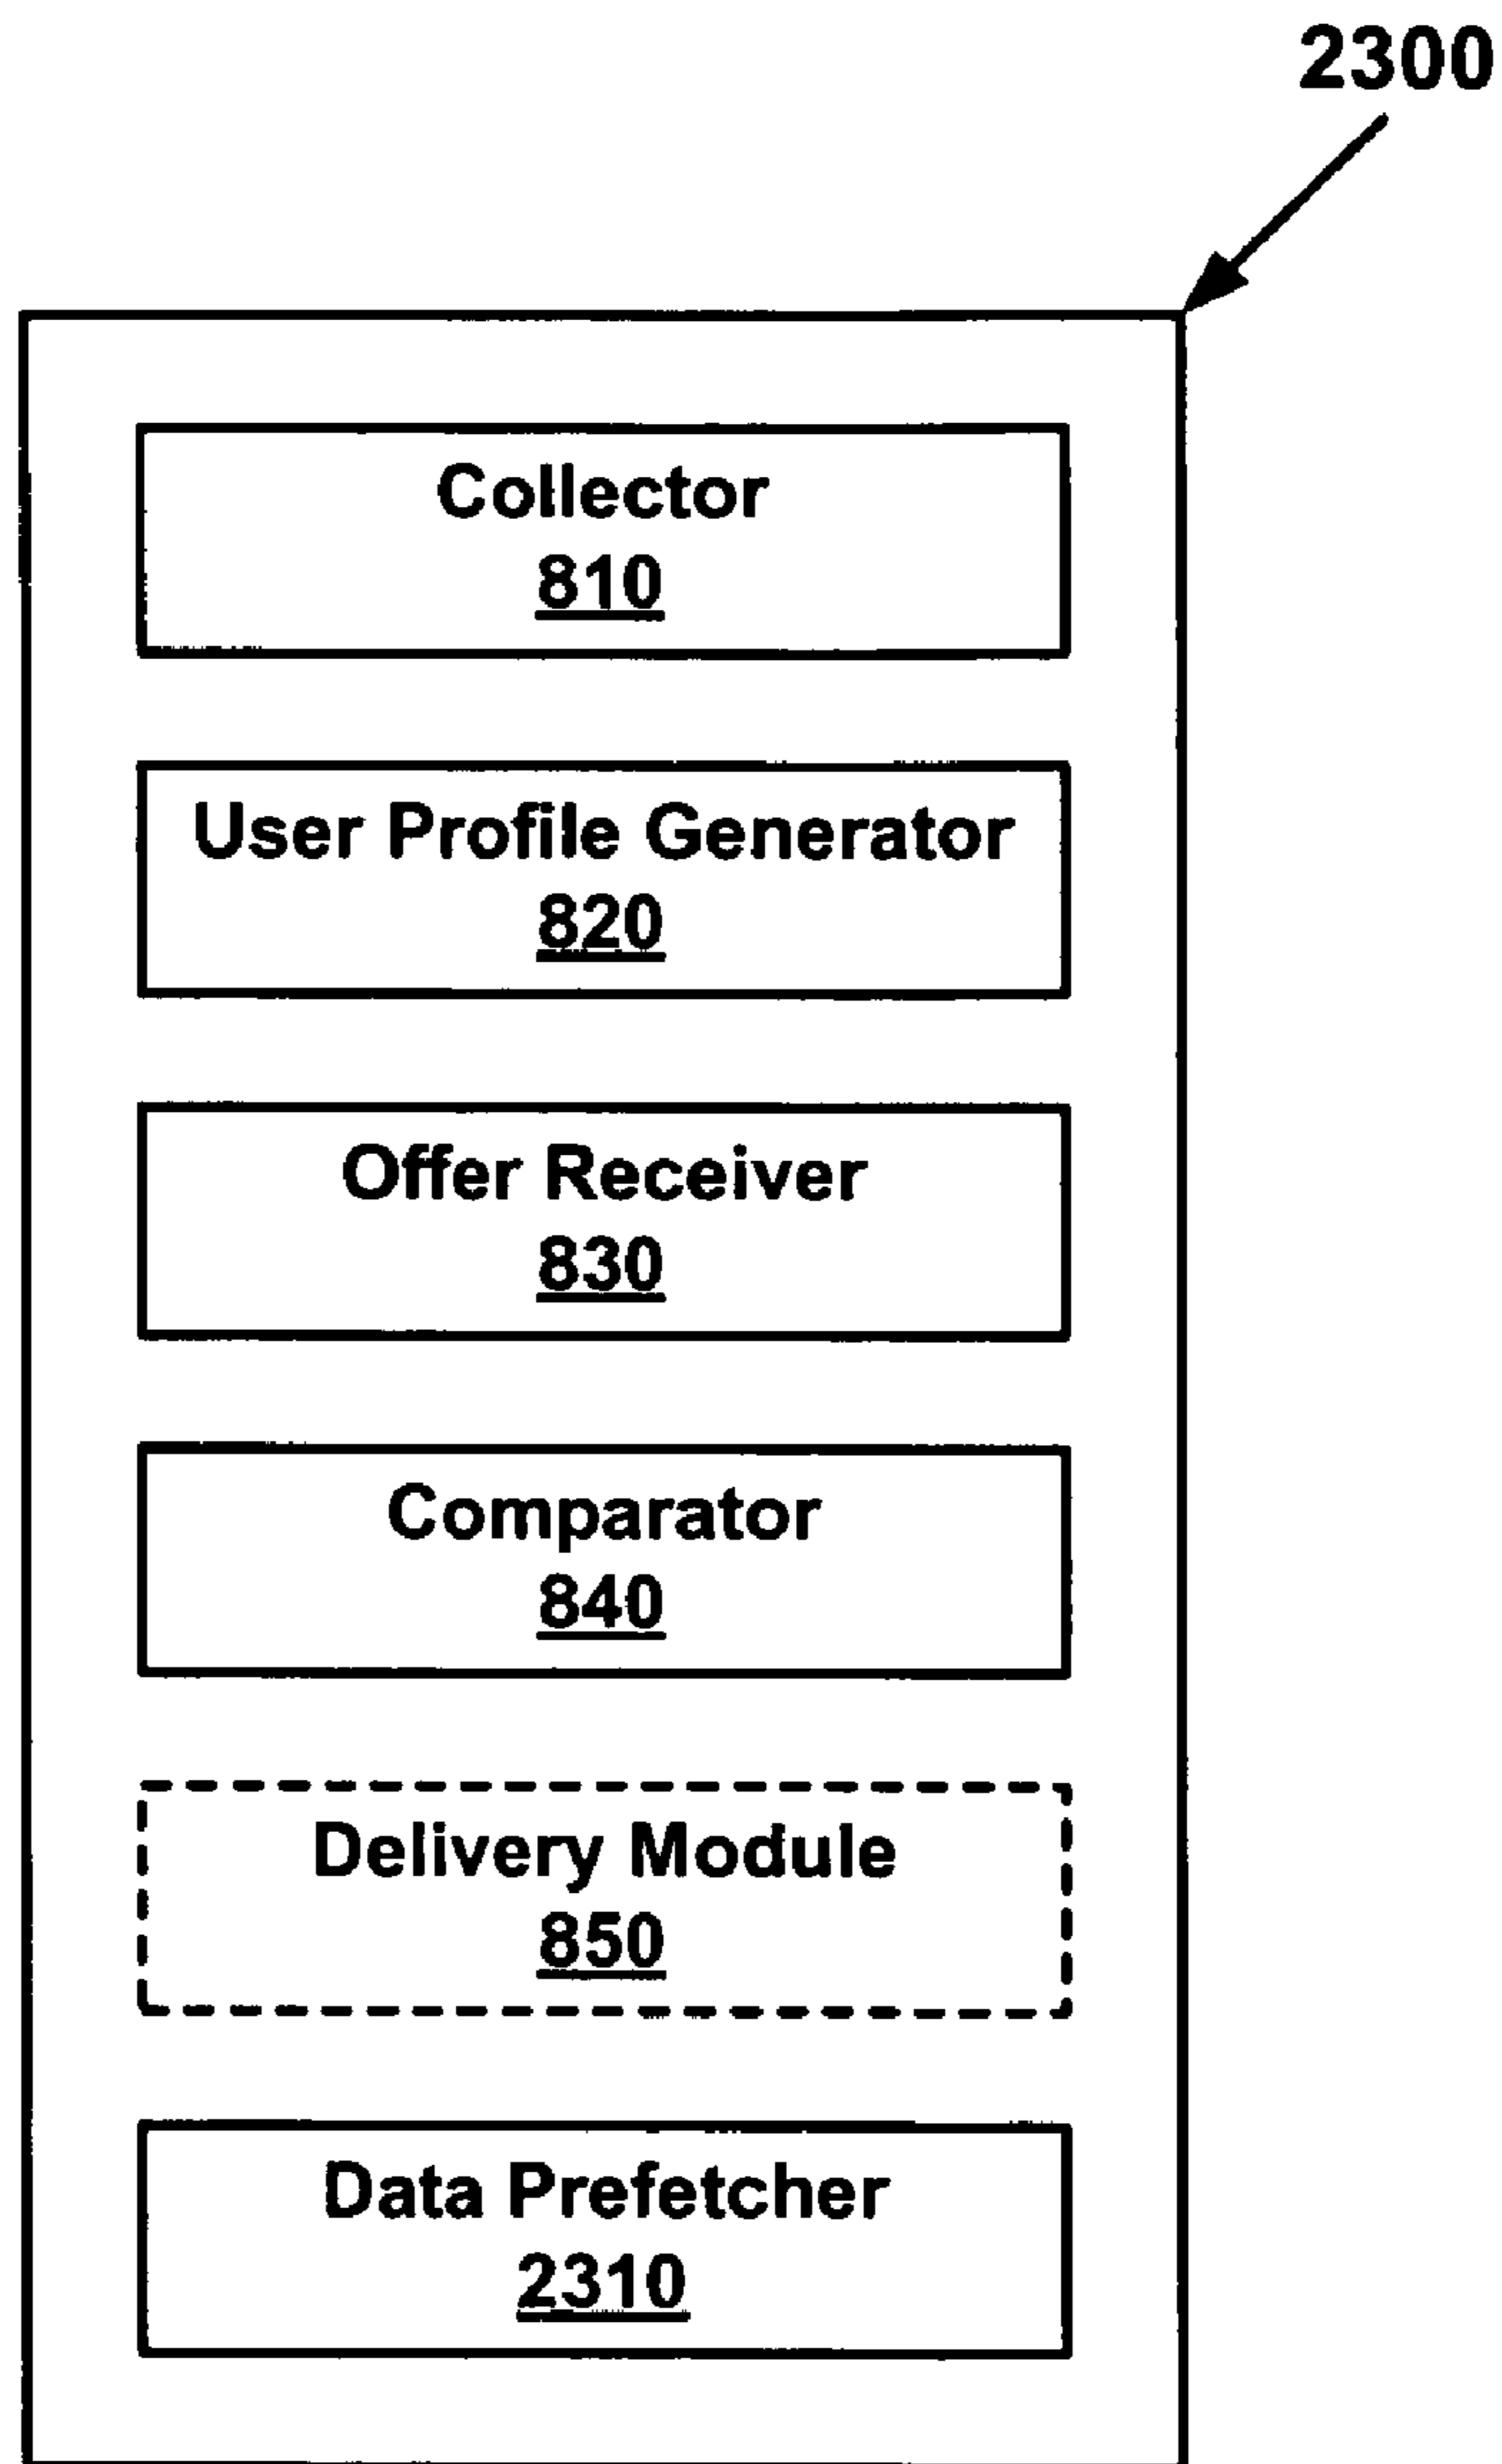 2300
Collector
810
User Profile Generator
820
Offer Receiver
830
Comparator
840
Delivery Module
850
Data Prefetcher
2310